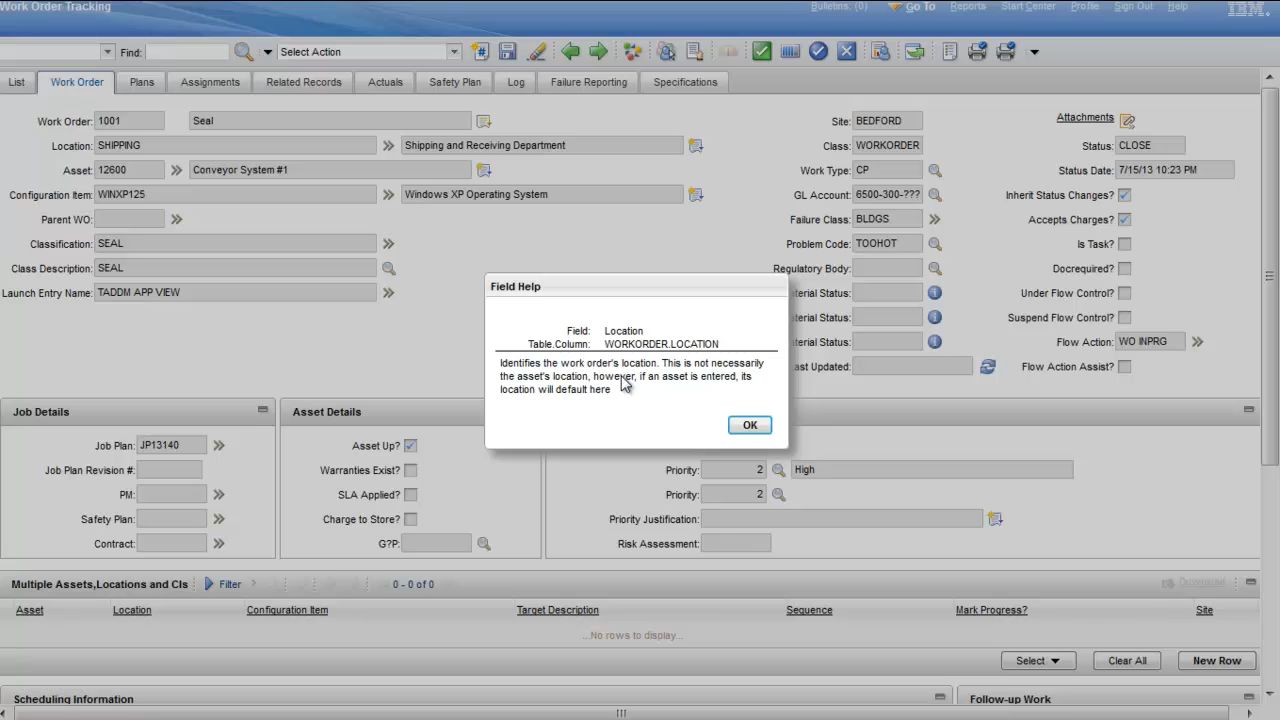 Work Order Tracking
Bulletins: (0) Go To Reports Start Center Profile Sign Out Help IBM.
Find: Select Action
List Work Order Plans Assignments Related Records Actuals Safety Plan Log Failure Reporting Specifications
Work Order: 1001 Seal Site: BEDFORD Attachments
Location: SHIPPING Shipping and Receiving Department Class: WORKORDER Status: CLOSE
Asset: 12600 Conveyor System #1 Work Type: CP Status Date: 7/15/13 10:23 PM
Configuration Item: WINXP125 Windows XP Operating System GL Account: 6500-300-??? Inherit Status Changes?
Parent WO: Failure Class: BLDGS Accepts Charges?
Classification: SEAL Problem Code: TOOHOT Is Task?
Class Description: SEAL Regulatory Body: Docrequired?
Launch Entry Name: TADDM APP VIEW Status: Under Flow Control?
Status: Suspend Flow Control?
Status: Flow Action: WO INPRG
Updated: Flow Action Assist?
Field Help
Field: Location
Table.Column: WORKORDER.LOCATION
Identifies the work order's location. This is not necessarily
the asset's location, however, if an asset is entered, its
location will default here
OK
Job Details Asset Details
Job Plan: JP13140 Asset Up?
Job Plan Revision #: Warranties Exist? Priority: 2 High
PM: SLA Applied? Priority: 2
Safety Plan: Charge to Store? Priority Justification:
Contract: G?P: Risk Assessment:
Multiple Assets,Locations and CIs Filter 0 - 0 of 0 Download
Asset Location Configuration Item Target Description Sequence Mark Progress? Site
...No rows to display...
Select Clear All New Row
Scheduling Information Follow-up Work